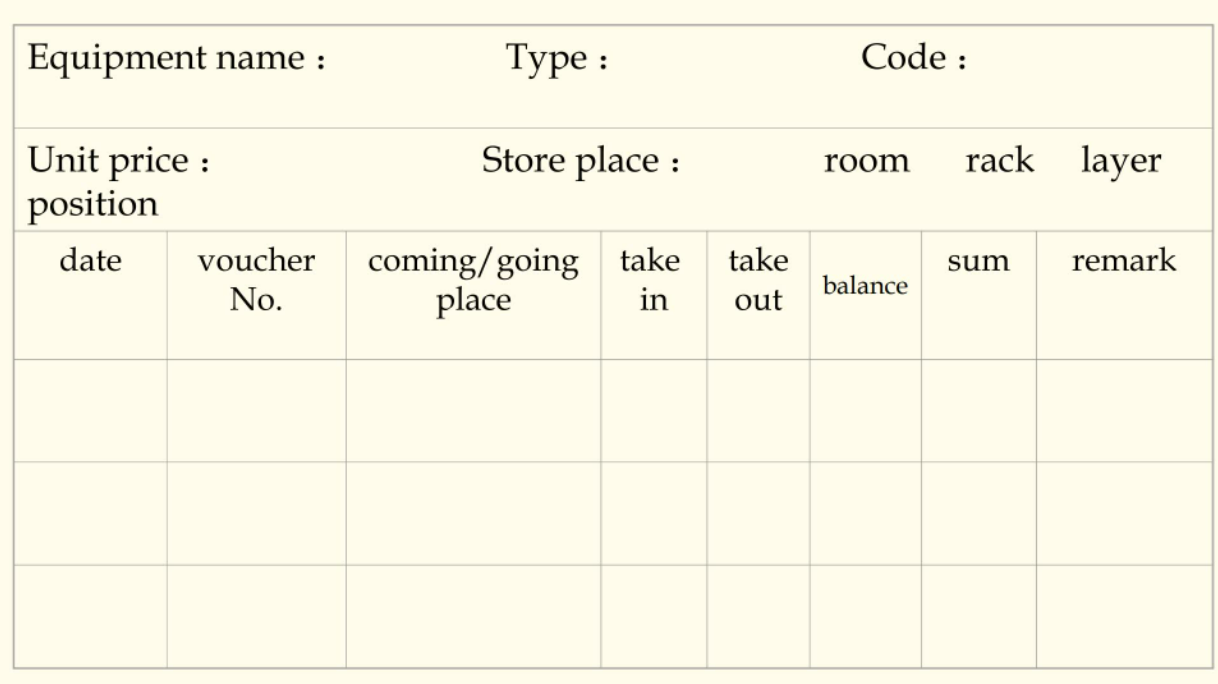 Equipment name： Type： Code：
Unit price： Store place： room rack layer
position
date voucher No. coming/going place take in take out balance sum remark